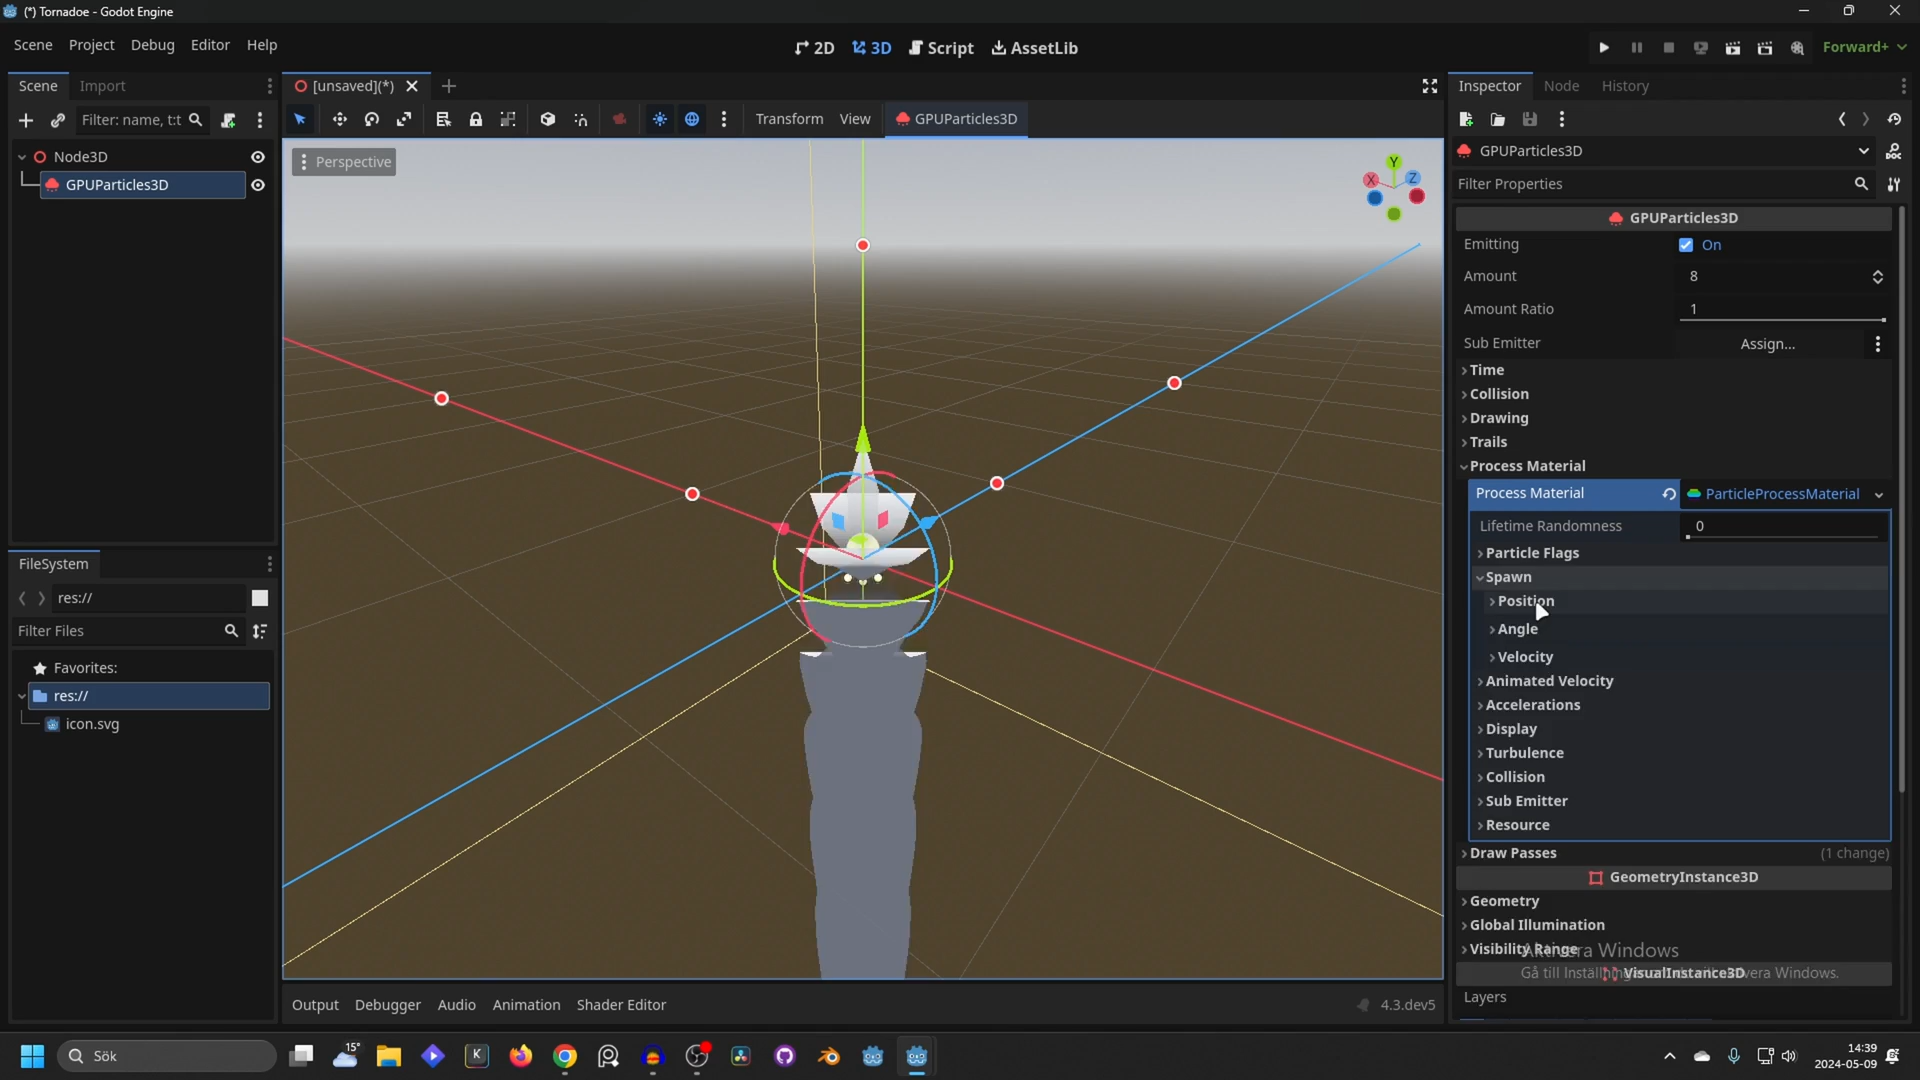 (*) Tornadoe - Godot Engine
Scene Project Debug Editor Help
2D 3D Script AssetLib
Forward+
Scene Import
[unsaved](*)
Inspector Node History
Filter: name, t:t
Transform View GPUParticles3D
Node3D
GPUParticles3D
Perspective
Y
X
Z
GPUParticles3D
DOC
Filter Properties
GPUParticles3D
Emitting On
Amount 8
Amount Ratio 1
Sub Emitter Assign...
Time
Collision
Drawing
Trails
Process Material
Process Material ParticleProcessMaterial
Lifetime Randomness 0
Particle Flags
Spawn
Position
Angle
Velocity
Animated Velocity
Accelerations
Display
Turbulence
Collision
Sub Emitter
Resource
Draw Passes (1 change)
GeometryInstance3D
Geometry
Global Illumination
Visibility Range
Aktivera Windows
VisualInstance3D
Gå till Inställningar och aktivera Windows.
Layers
FileSystem
res://
Filter Files
Favorites:
res://
icon.svg
Output Debugger Audio Animation Shader Editor
4.3.dev5
Sök
15°
K
14:39
2024-05-09